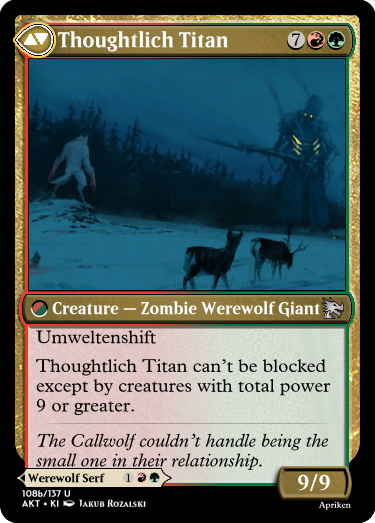 Thoughtlich Titan 7
Creature — Zombie Werewolf Giant
Umweltenshift
Thoughtlich Titan can't be blocked
except by creatures with total power
9 or greater.
The Callwolf couldn't handle being the
small one in their relationship.
Werewolf Serf 1
9/9
108b/137 U
AKT • KI Jakub Rozalski
Apriken